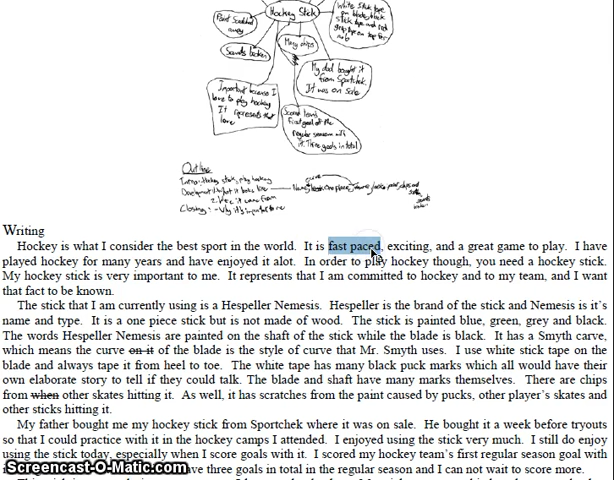 Hockey Stick
White stick tape
on blade, black
stick tape and
Paint scratched
away
Scratches broken
Many chips
My dad bought it
from Sportchek.
It was on sale
Important because I
love to play hockey
It represents that
love
Scored team's
First goal of the
regular season with
it. Three goals in total
Outline
Intro: Hockey stick, play hockey
Closing: - Why it's important to me
Writing
Hockey is what I consider the best sport in the world. It is fast paced, exciting, and a great game to play. I have
played hockey for many years and have enjoyed it alot. In order to play hockey though, you need a hockey stick.
My hockey stick is very important to me. It represents that I am committed to hockey and to my team, and I want
that fact to be known.
The stick that I am currently using is a Hespeller Nemesis. Hespeller is the brand of the stick and Nemesis is it's
name and type. It is a one piece stick but is not made of wood. The stick is painted blue, green, grey and black.
The words Hespeller Nemesis are painted on the shaft of the stick while the blade is black. It has a Smyth carve,
which means the curve on it of the blade is the style of curve that Mr. Smyth uses. I use white stick tape on the
blade and always tape it from heel to toe. The white tape has many black puck marks which all would have their
own elaborate story to tell if they could talk. The blade and shaft have many marks themselves. There are chips
from when other skates hitting it. As well, it has scratches from the paint caused by pucks, other player's skates and
other sticks hitting it.
My father bought me my hockey stick from Sportchek where it was on sale. He bought it a week before tryouts
so that I could practice with it in the hockey camps I attended. I enjoyed using the stick very much. I still do enjoy
using the stick today, especially when I score goals with it. I scored my hockey team's first regular season goal with
have three goals in total in the regular season and I can not wait to score more.
Screencast-O-Matic.com